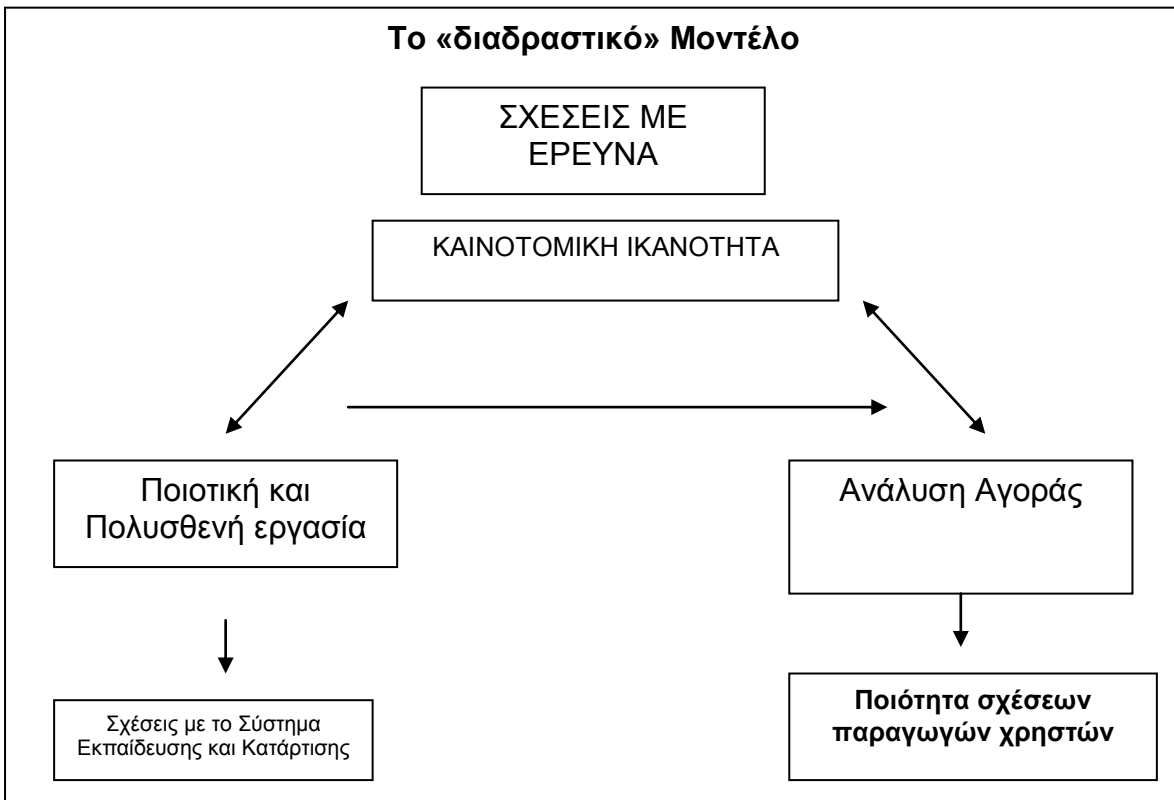 Το «διαδραστικό» Μοντέλο
ΣΧΕΣΕΙΣ ΜΕ
ΕΡΕΥΝΑ
ΚΑΙΝΟΤΟΜΙΚΗ ΙΚΑΝΟΤΗΤΑ
Ποιοτική και
Πολυσθενή εργασία
Ανάλυση Αγοράς
Σχέσεις με το Σύστημα
Εκπαίδευσης και Κατάρτισης
Ποιότητα σχέσεων
παραγωγών χρηστών